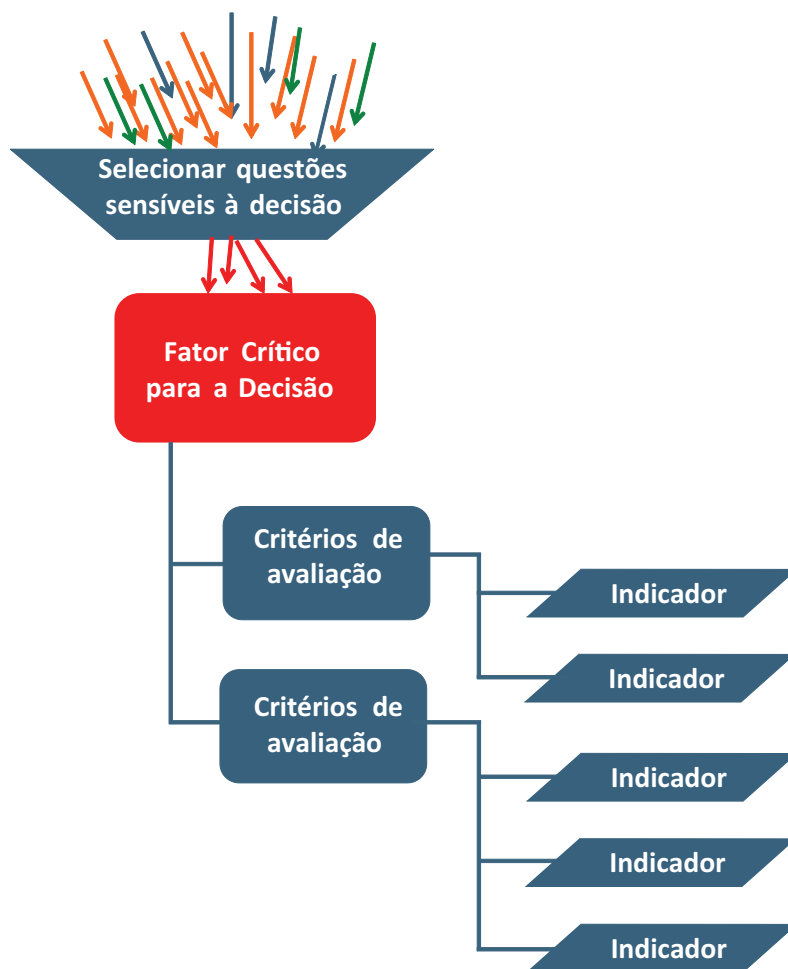 Selecionar questões
sensíveis à decisão
Fator Crítico
para a Decisão
Critérios de
avaliação
Indicador
Indicador
Critérios de
avaliação
Indicador
Indicador
Indicador